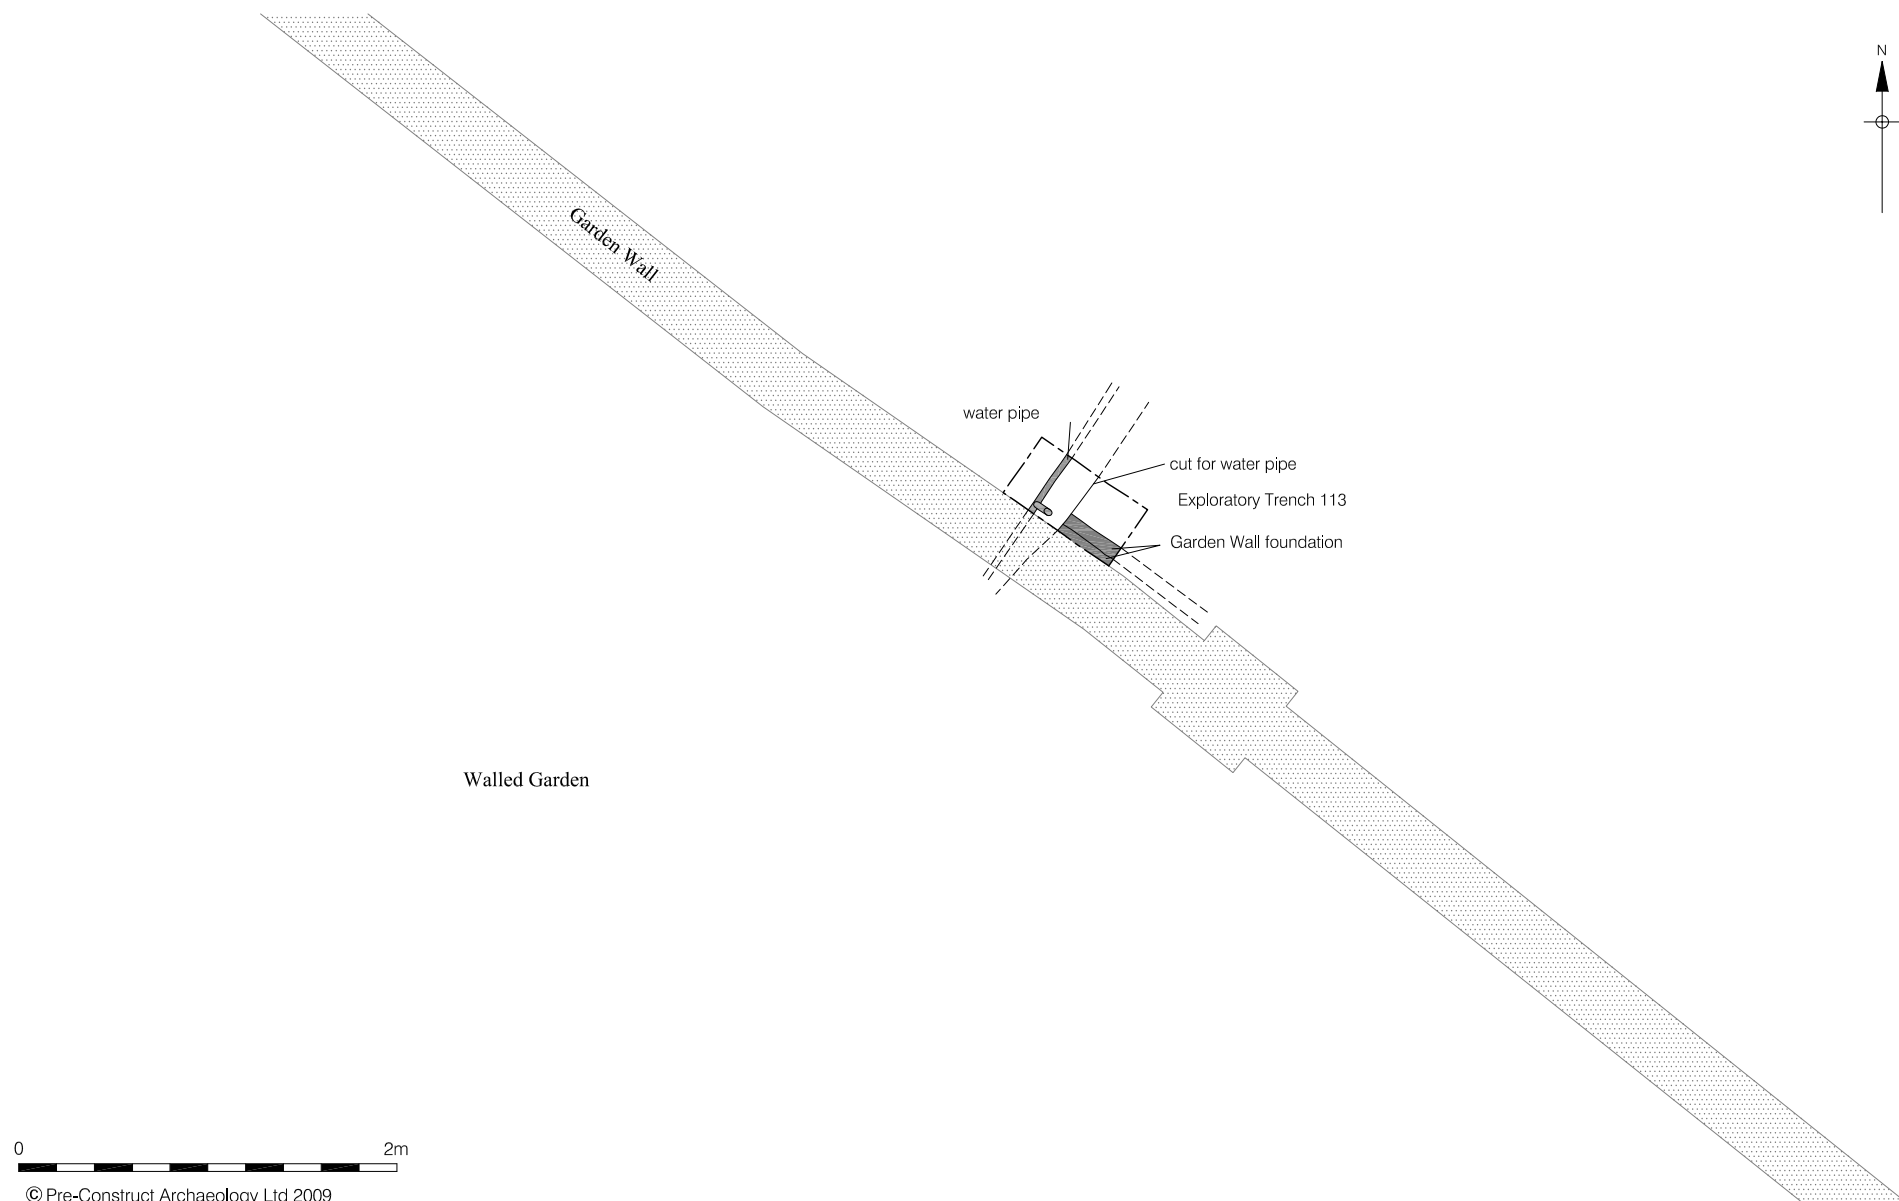 N
Garden Wall
water pipe
cut for water pipe
Exploratory Trench 113
Garden Wall foundation
Walled Garden
0 2m
© Pre-Construct Archaeology Ltd 2009